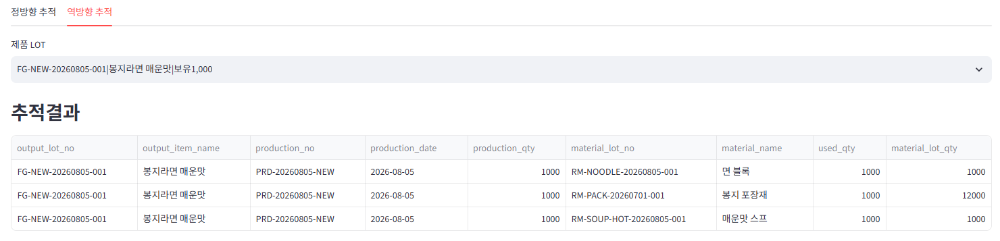 정방향 추적 역방향 추적
제품 LOT
FG-NEW-20260805-001|봉지라면 매운맛|보유1,000
추적결과
output_lot_no output_item_name production_no production_date production_qty material_lot_no material_name used_qty material_lot_qty
FG-NEW-20260805-001 봉지라면 매운맛 PRD-20260805-NEW 2026-08-05 1000 RM-NOODLE-20260805-001 면 블록 1000 1000
FG-NEW-20260805-001 봉지라면 매운맛 PRD-20260805-NEW 2026-08-05 1000 RM-PACK-20260701-001 봉지 포장재 1000 12000
FG-NEW-20260805-001 봉지라면 매운맛 PRD-20260805-NEW 2026-08-05 1000 RM-SOUP-HOT-20260805-001 매운맛 스프 1000 1000